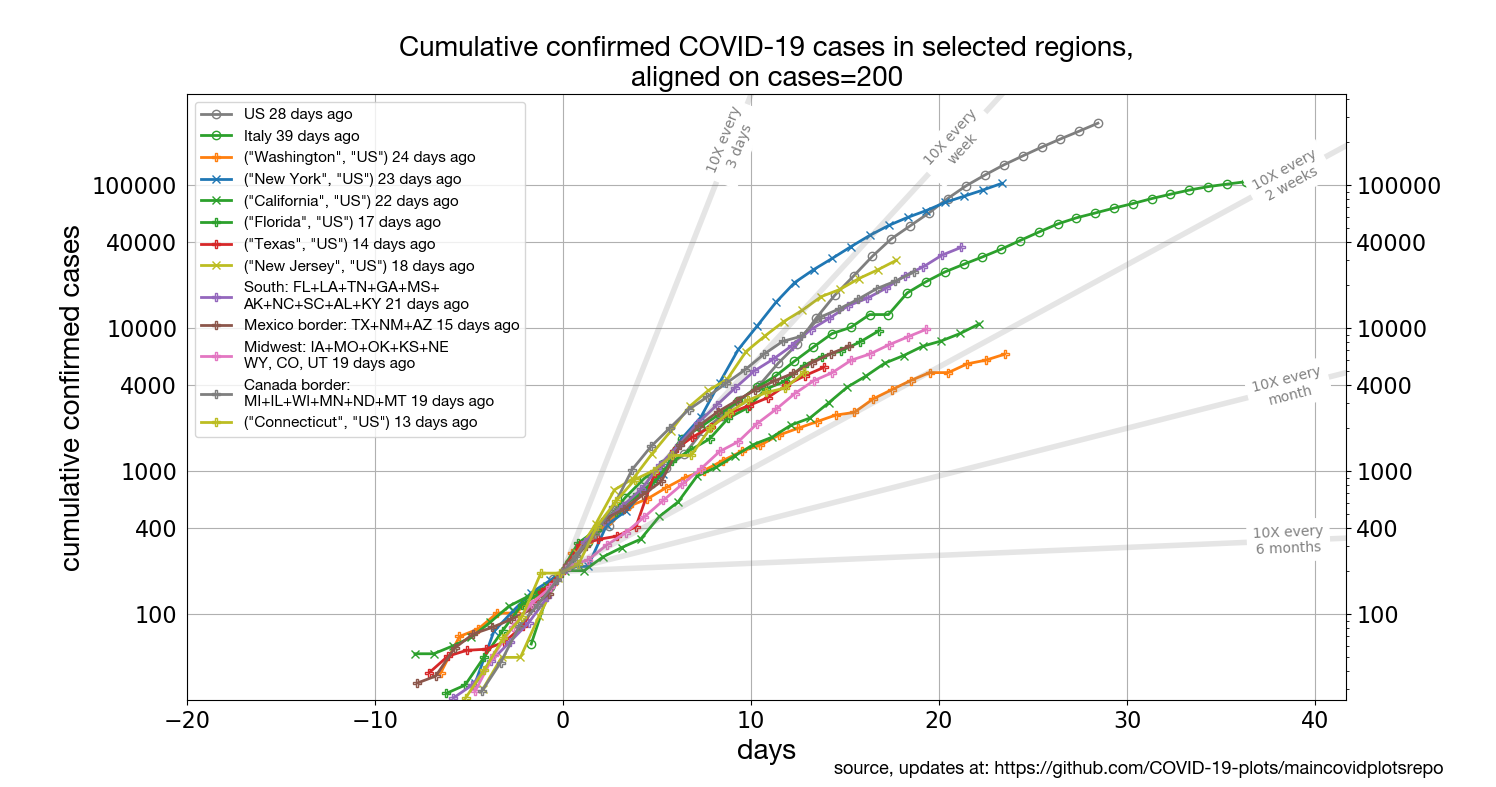 Cumulative confirmed COVID-19 cases in selected regions,
aligned on cases=200
US 28 days ago
Italy 39 days ago
("Washington", "US") 24 days ago
("New York", "US") 23 days ago
("California", "US") 22 days ago
("Florida", "US") 17 days ago
("Texas", "US") 14 days ago
("New Jersey", "US") 18 days ago
South: FL+LA+TN+GA+MS+
AK+NC+SC+AL+KY 21 days ago
Mexico border: TX+NM+AZ 15 days ago
Midwest: IA+MO+OK+KS+NE
WY, CO, UT 19 days ago
Canada border:
MI+IL+WI+MN+ND+MT 19 days ago
("Connecticut", "US") 13 days ago
10X every
3 days
10X every
week
10X every
2 weeks
10X every
month
10X every
6 months
cumulative confirmed cases
100000
40000
10000
4000
1000
400
100
100000
40000
10000
4000
1000
400
100
−20
−10
0
10
20
30
40
days
source, updates at: https://github.com/COVID-19-plots/maincovidplotsrepo